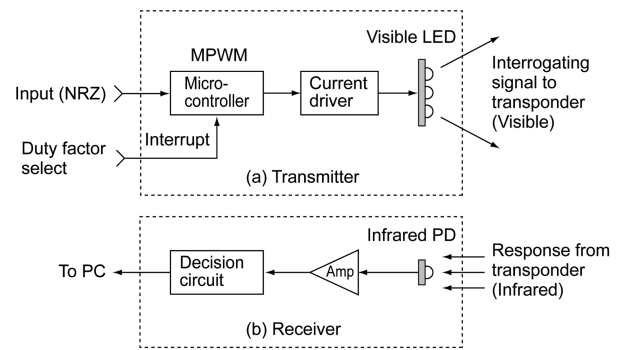 MPWM
Visible LED
Input (NRZ)
Micro-
controller
Current
driver
Interrogating
signal to
transponder
(Visible)
Duty factor
select
Interrupt
(a) Transmitter
Infrared PD
To PC
Decision
circuit
Amp
Response from
transponder
(Infrared)
(b) Receiver